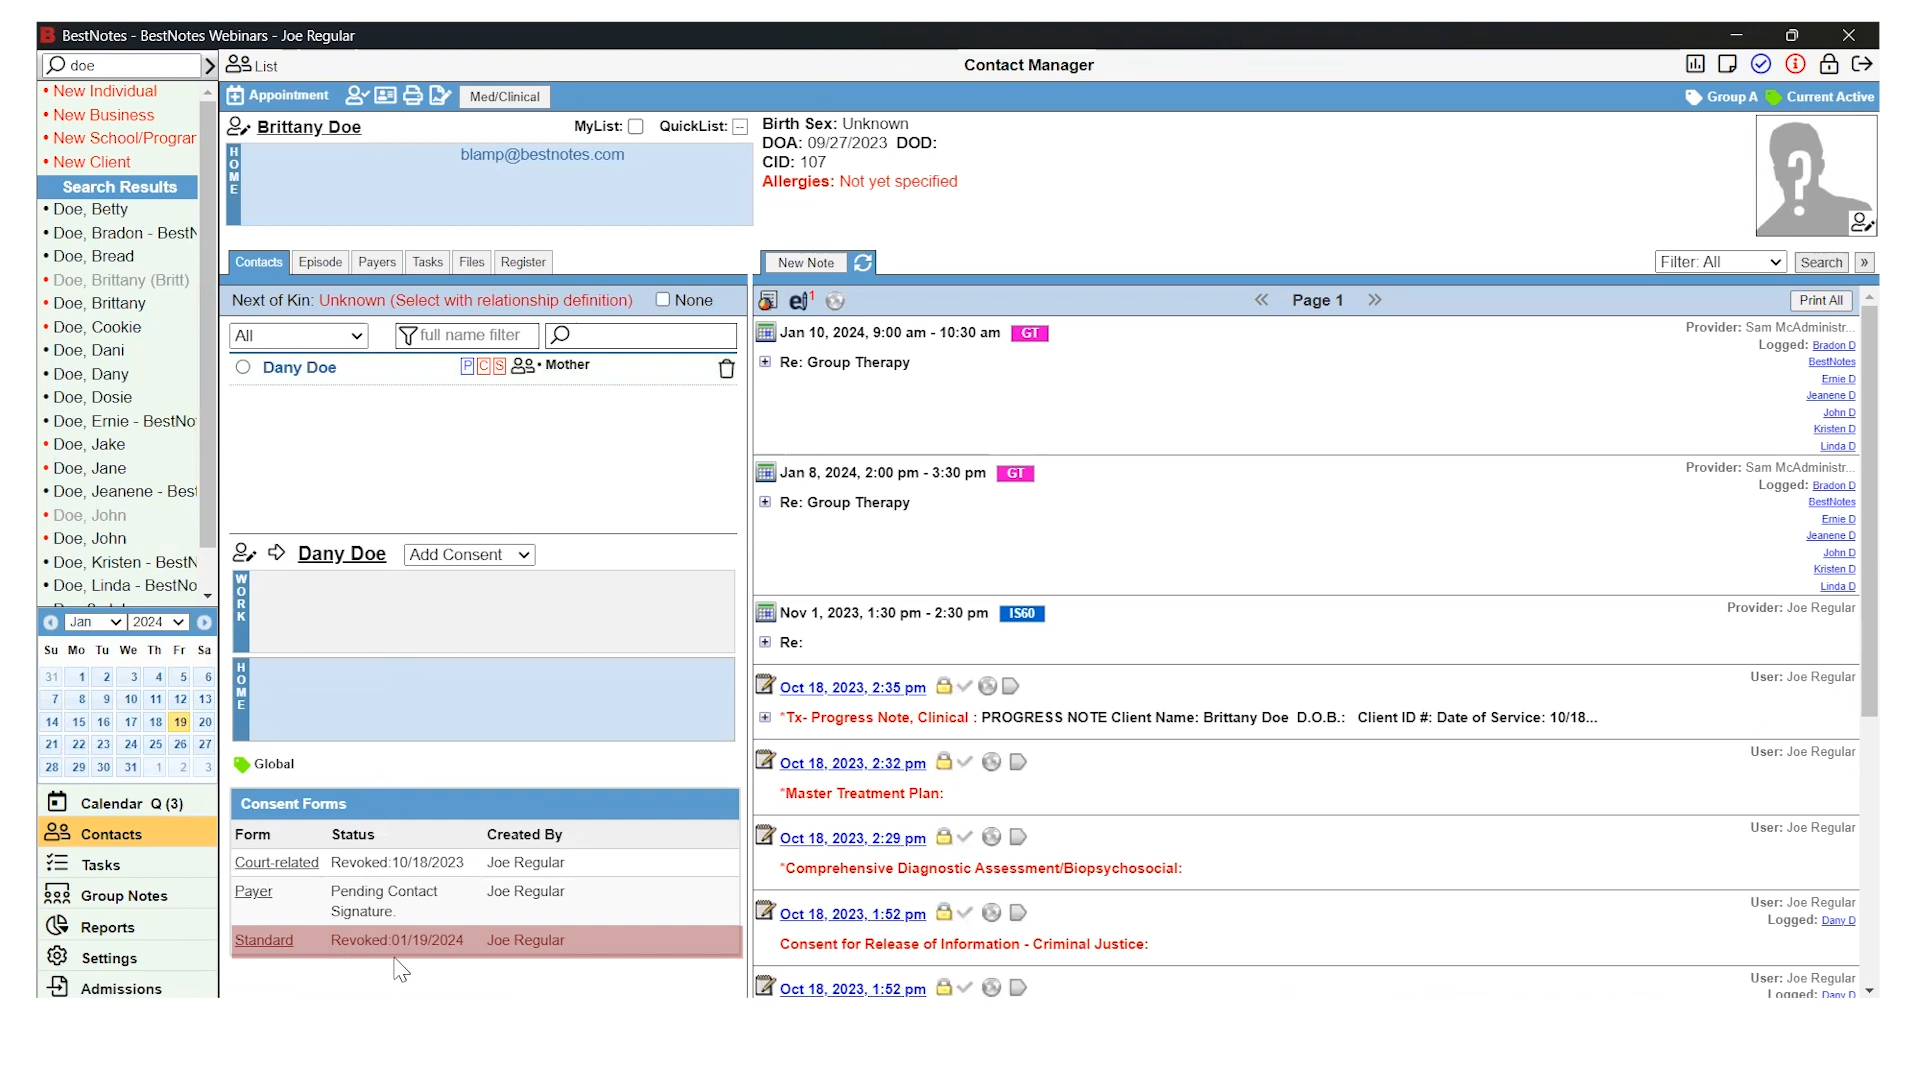 BestNotes - BestNotes Webinars - Joe Regular
doe
List
Contact Manager
• New Individual
• New Business
• New School/Prograr
• New Client
Search Results
• Doe, Betty
• Doe, Bradon - BestN
• Doe, Bread
• Doe, Brittany (Britt)
• Doe, Brittany
• Doe, Cookie
• Doe, Dani
• Doe, Dany
• Doe, Dosie
• Doe, Ernie - BestNo
• Doe, Jake
• Doe, Jane
• Doe, Jeanene - Best
• Doe, John
• Doe, John
• Doe, Kristen - BestN
• Doe, Linda - BestNo
Jan 2024
Su Mo Tu We Th Fr Sa
31 1 2 3 4 5 6
7 8 9 10 11 12 13
14 15 16 17 18 19 20
21 22 23 24 25 26 27
28 29 30 31 1 2 3
Calendar Q (3)
Contacts
Tasks
Group Notes
Reports
Settings
Admissions
Appointment Med/Clinical
Group A Current Active
Brittany Doe MyList: QuickList: --
HOME
blamp@bestnotes.com
Birth Sex: Unknown
DOA: 09/27/2023 DOD:
CID: 107
Allergies: Not yet specified
Contacts Episode Payers Tasks Files Register
Next of Kin: Unknown (Select with relationship definition) None
All full name filter
Dany Doe P C S • Mother
Dany Doe Add Consent
WORK
HOME
Global
Consent Forms
Form Status Created By
Court-related Revoked:10/18/2023 Joe Regular
Payer Pending Contact Signature. Joe Regular
Standard Revoked:01/19/2024 Joe Regular
New Note Filter: All Search »
e 1 Page 1 Print All
Jan 10, 2024, 9:00 am - 10:30 am GT
Re: Group Therapy
Provider: Sam McAdministr...
Logged: Bradon D
BestNotes
Ernie D
Jeanene D
John D
Kristen D
Linda D
Jan 8, 2024, 2:00 pm - 3:30 pm GT
Re: Group Therapy
Provider: Sam McAdministr...
Logged: Bradon D
BestNotes
Ernie D
Jeanene D
John D
Kristen D
Linda D
Nov 1, 2023, 1:30 pm - 2:30 pm IS60
Provider: Joe Regular
Re:
Oct 18, 2023, 2:35 pm
User: Joe Regular
*Tx- Progress Note, Clinical : PROGRESS NOTE Client Name: Brittany Doe D.O.B.: Client ID #: Date of Service: 10/18...
Oct 18, 2023, 2:32 pm
User: Joe Regular
*Master Treatment Plan:
Oct 18, 2023, 2:29 pm
User: Joe Regular
*Comprehensive Diagnostic Assessment/Biopsychosocial:
Oct 18, 2023, 1:52 pm
User: Joe Regular
Logged: Dany D
Consent for Release of Information - Criminal Justice:
Oct 18, 2023, 1:52 pm
User: Joe Regular
Logged: Dany D